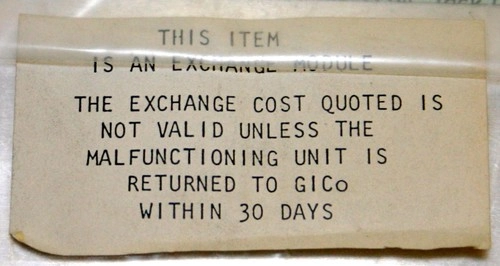 THIS ITEM
IS AN EXCHANGE MODULE
THE EXCHANGE COST QUOTED IS
NOT VALID UNLESS THE
MALFUNCTIONING UNIT IS
RETURNED TO GICo
WITHIN 30 DAYS